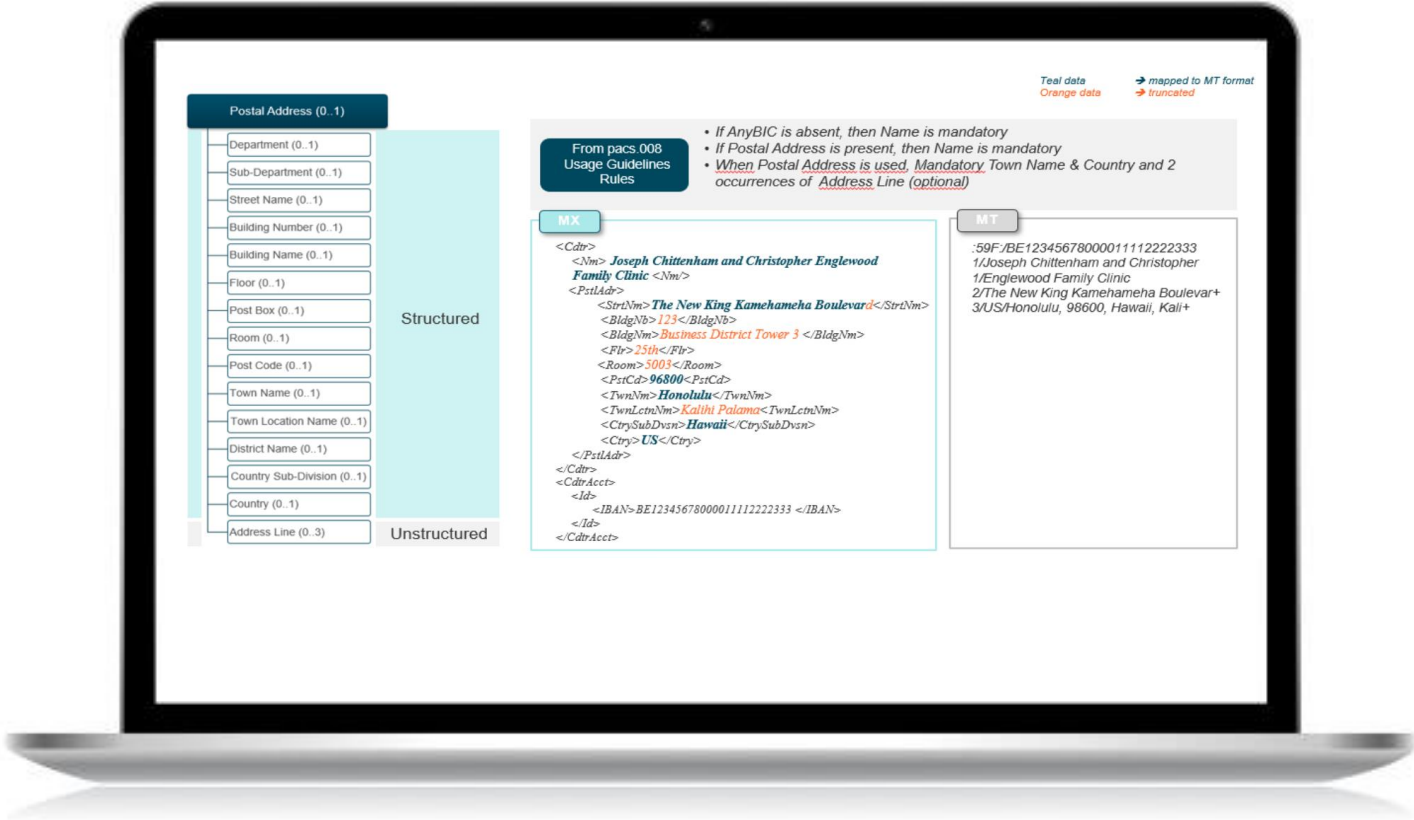 Teal data → mapped to MT format
Orange data → truncated
Postal Address (0..1)
Department (0..1)
Sub-Department (0..1)
Street Name (0..1)
Building Number (0..1)
Building Name (0..1)
Floor (0..1)
Post Box (0..1)
Room (0..1)
Post Code (0..1)
Town Name (0..1)
Town Location Name (0..1)
District Name (0..1)
Country Sub-Division (0..1)
Country (0..1)
Address Line (0..3)
Structured
Unstructured
From pacs.008
Usage Guidelines
Rules
• If AnyBIC is absent, then Name is mandatory
• If Postal Address is present, then Name is mandatory
• When Postal Address is used, Mandatory Town Name & Country and 2
occurrences of Address Line (optional)
MX
<Cdtr>
<Nm> Joseph Chittenham and Christopher Englewood
Family Clinic <Nm/>
<PstlAdr>
<StrtNm>The New King Kamehameha Boulevard</StrtNm>
<BldgNb>123</BldgNb>
<BldgNm>Business District Tower 3 </BldgNm>
<Flr>25th</Flr>
<Room>5003</Room>
<PstCd>96800<PstCd>
<TwnNm>Honolulu</TwnNm>
<TwnLctnNm>Kalihi Palama<TwnLctnNm>
<CtrySubDvsn>Hawaii</CtrySubDvsn>
<Ctry>US</Ctry>
</PstlAdr>
</Cdtr>
<CdtrAcct>
<Id>
<IBAN>BE12345678000011112222333 </IBAN>
</Id>
</CdtrAcct>
MT
:59F:/BE12345678000011112222333
1/Joseph Chittenham and Christopher
1/Englewood Family Clinic
2/The New King Kamehameha Boulevar+
3/US/Honolulu, 98600, Hawaii, Kali+